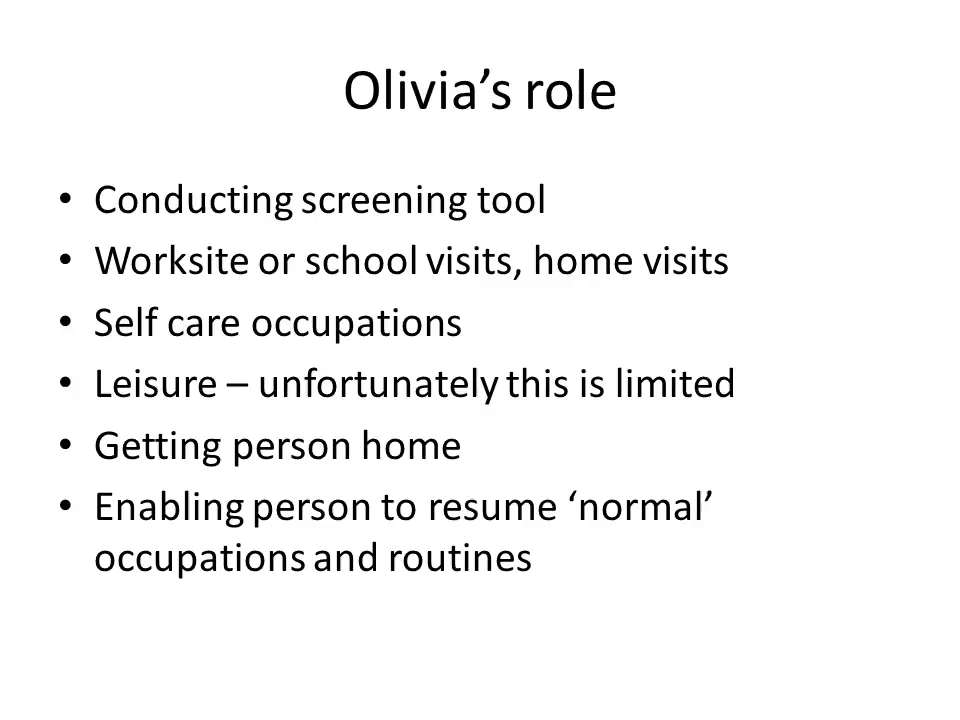 Olivia’s role
• Conducting screening tool
• Worksite or school visits, home visits
• Self care occupations
• Leisure – unfortunately this is limited
• Getting person home
• Enabling person to resume ‘normal’
occupations and routines